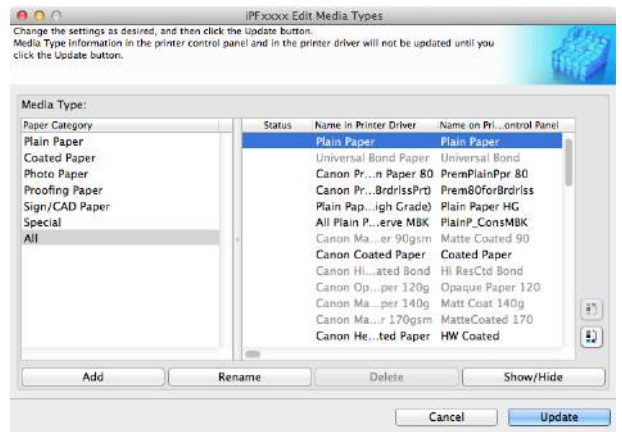 iPFxxxx Edit Media Types
Change the settings as desired, and then click the Update button.
Media Type information in the printer control panel and in the printer driver will not be updated until you
click the Update button.
Media Type:
Paper Category
Plain Paper
Coated Paper
Photo Paper
Proofing Paper
Sign/CAD Paper
Special
All
Status Name in Printer Driver Name on Pri...ontrol Panel
Plain Paper Plain Paper
Universal Bond Paper Universal Bond
Canon Pr...n Paper 80 PremPlainPpr 80
Canon Pr...BrdrlssPrt) Prem80forBrdrlss
Plain Pap...igh Grade) Plain Paper HG
All Plain P...erve MBK PlainP_ConsMBK
Canon Ma...er 90gsm Matte Coated 90
Canon Coated Paper Coated Paper
Canon Hi...ated Bond Hi ResCtd Bond
Canon Op...per 120g Opaque Paper 120
Canon Ma...per 140g Matt Coat 140g
Canon Ma...r 170gsm MatteCoated 170
Canon He...ted Paper HW Coated
Add Rename Delete Show/Hide
Cancel Update